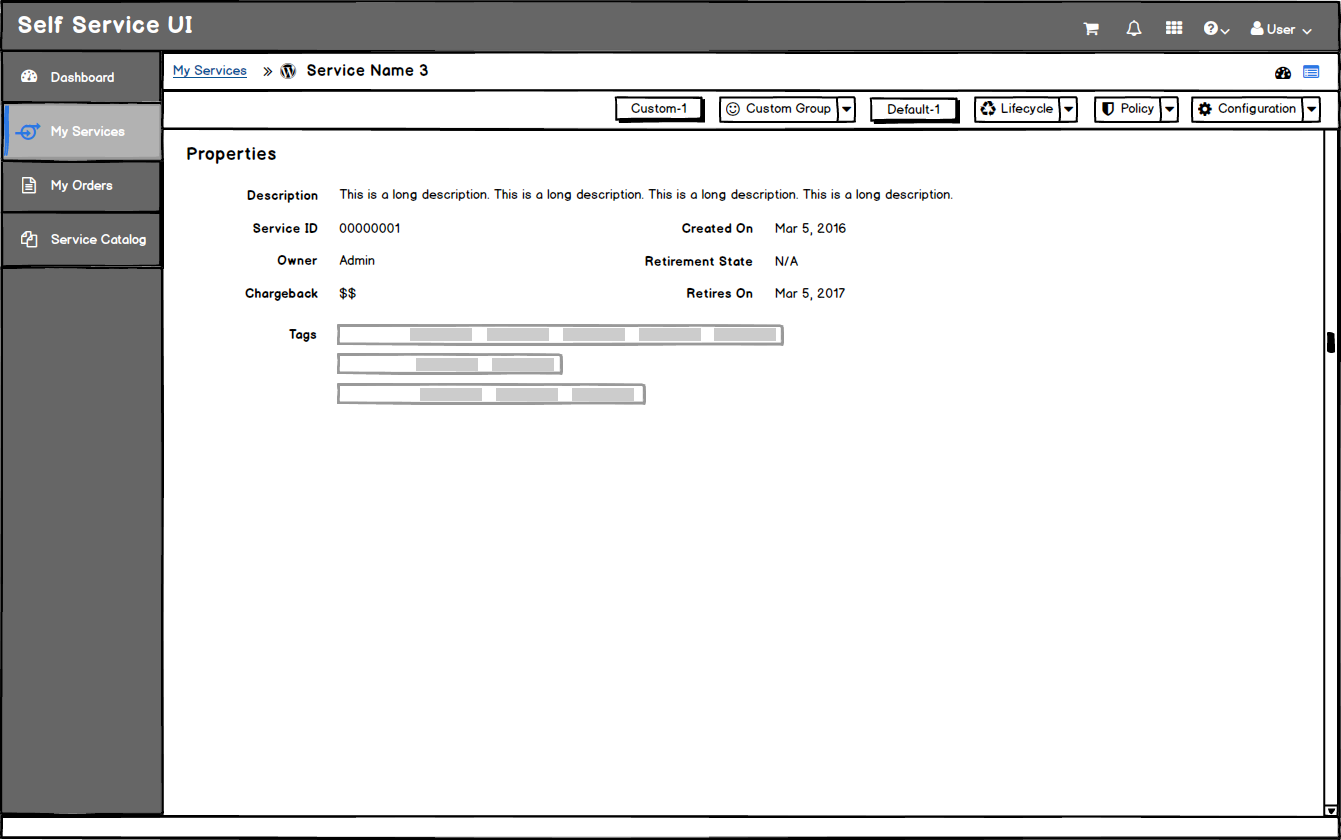 Self Service UI
User
Dashboard
My Services
My Orders
Service Catalog
My Services » Service Name 3
Custom-1 Custom Group Default-1 Lifecycle Policy Configuration
Properties
Description This is a long description. This is a long description. This is a long description. This is a long description.
Service ID 00000001 Created On Mar 5, 2016
Owner Admin Retirement State N/A
Chargeback $$ Retires On Mar 5, 2017
Tags